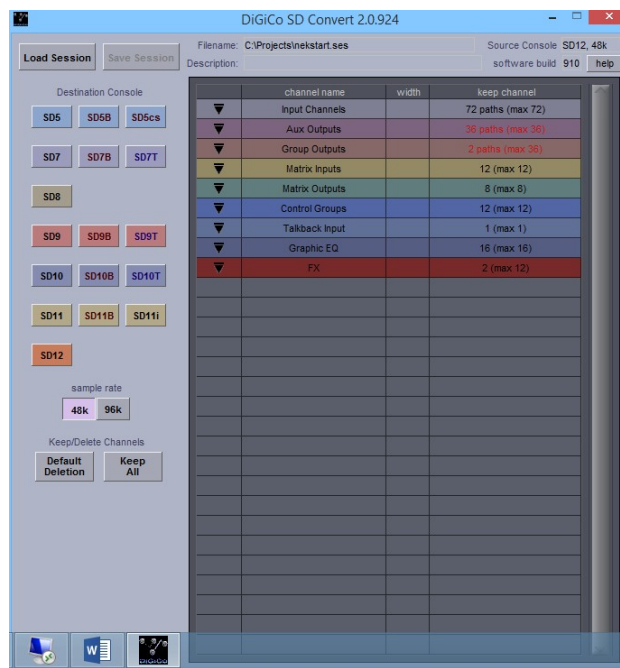 DiGiCo SD Convert 2.0.924
Load Session
Save Session
Filename: C:\Projects\nekstart.ses
Source Console SD12, 48k
Description:
software build 910
help
Destination Console
SD5 SD5B SD5cs
SD7 SD7B SD7T
SD8
SD9 SD9B SD9T
SD10 SD10B SD10T
SD11 SD11B SD11i
SD12
sample rate
48k 96k
Keep/Delete Channels
Default Deletion
Keep All
channel name width keep channel
Input Channels 72 paths (max 72)
Aux Outputs 36 paths (max 36)
Group Outputs 2 paths (max 36)
Matrix Inputs 12 (max 12)
Matrix Outputs 8 (max 8)
Control Groups 12 (max 12)
Talkback Input 1 (max 1)
Graphic EQ 16 (max 16)
FX 2 (max 12)
W
DiGiCo